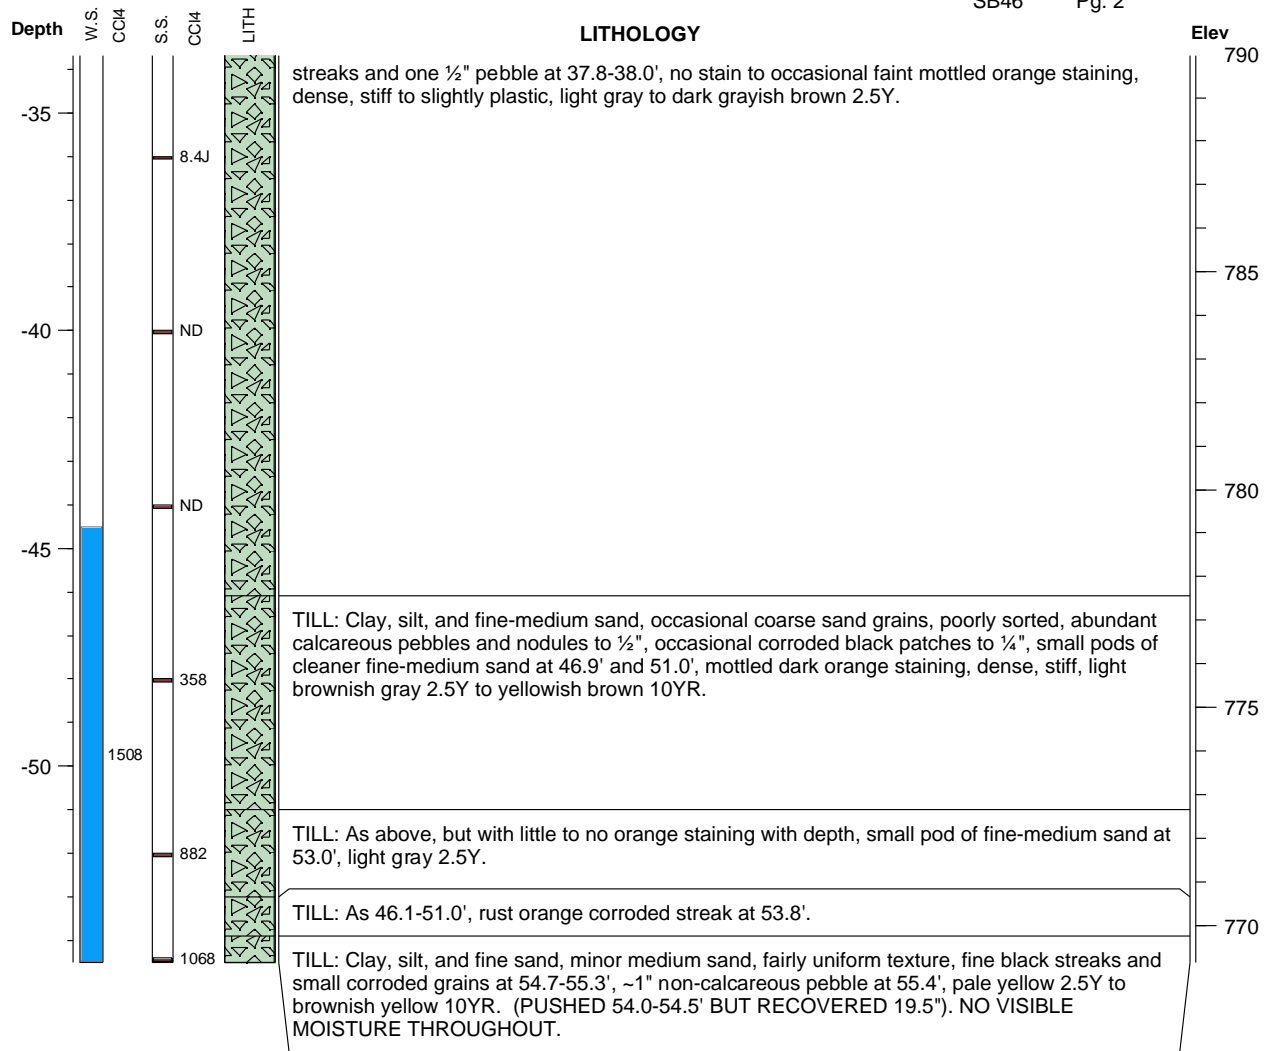 SB46 Pg. 2
Depth W.S. CCl4 S.S. CCl4 LITH LITHOLOGY Elev
790
streaks and one ½" pebble at 37.8-38.0', no stain to occasional faint mottled orange staining,
dense, stiff to slightly plastic, light gray to dark grayish brown 2.5Y.
-35
8.4J
785
-40
ND
780
ND
-45
TILL: Clay, silt, and fine-medium sand, occasional coarse sand grains, poorly sorted, abundant
calcareous pebbles and nodules to ½", occasional corroded black patches to ¼", small pods of
cleaner fine-medium sand at 46.9' and 51.0', mottled dark orange staining, dense, stiff, light
brownish gray 2.5Y to yellowish brown 10YR.
358
775
1508
-50
TILL: As above, but with little to no orange staining with depth, small pod of fine-medium sand at
53.0', light gray 2.5Y.
882
TILL: As 46.1-51.0', rust orange corroded streak at 53.8'.
770
1068
TILL: Clay, silt, and fine sand, minor medium sand, fairly uniform texture, fine black streaks and
small corroded grains at 54.7-55.3', ~1" non-calcareous pebble at 55.4', pale yellow 2.5Y to
brownish yellow 10YR. (PUSHED 54.0-54.5' BUT RECOVERED 19.5"). NO VISIBLE
MOISTURE THROUGHOUT.